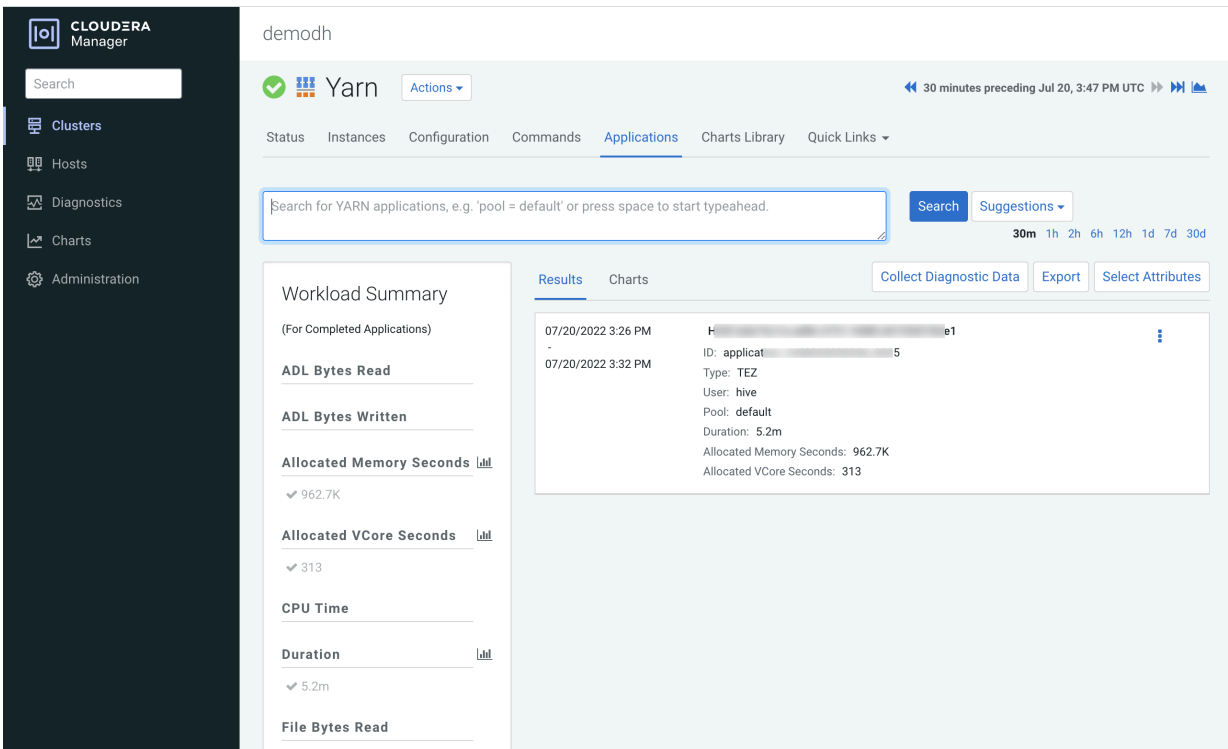 CLOUDERA
Manager
Search
Clusters
Hosts
Diagnostics
Charts
Administration
demodh
Yarn
Actions
30 minutes preceding Jul 20, 3:47 PM UTC
Status Instances Configuration Commands Applications Charts Library Quick Links
Search for YARN applications, e.g. 'pool = default' or press space to start typeahead.
Search
Suggestions
30m 1h 2h 6h 12h 1d 7d 30d
Workload Summary
(For Completed Applications)
ADL Bytes Read
ADL Bytes Written
Allocated Memory Seconds
962.7K
Allocated VCore Seconds
313
CPU Time
Duration
5.2m
File Bytes Read
Results Charts
Collect Diagnostic Data Export Select Attributes
07/20/2022 3:26 PM
-
07/20/2022 3:32 PM
ID:
Type: TEZ
User: hive
Pool: default
Duration: 5.2m
Allocated Memory Seconds: 962.7K
Allocated VCore Seconds: 313